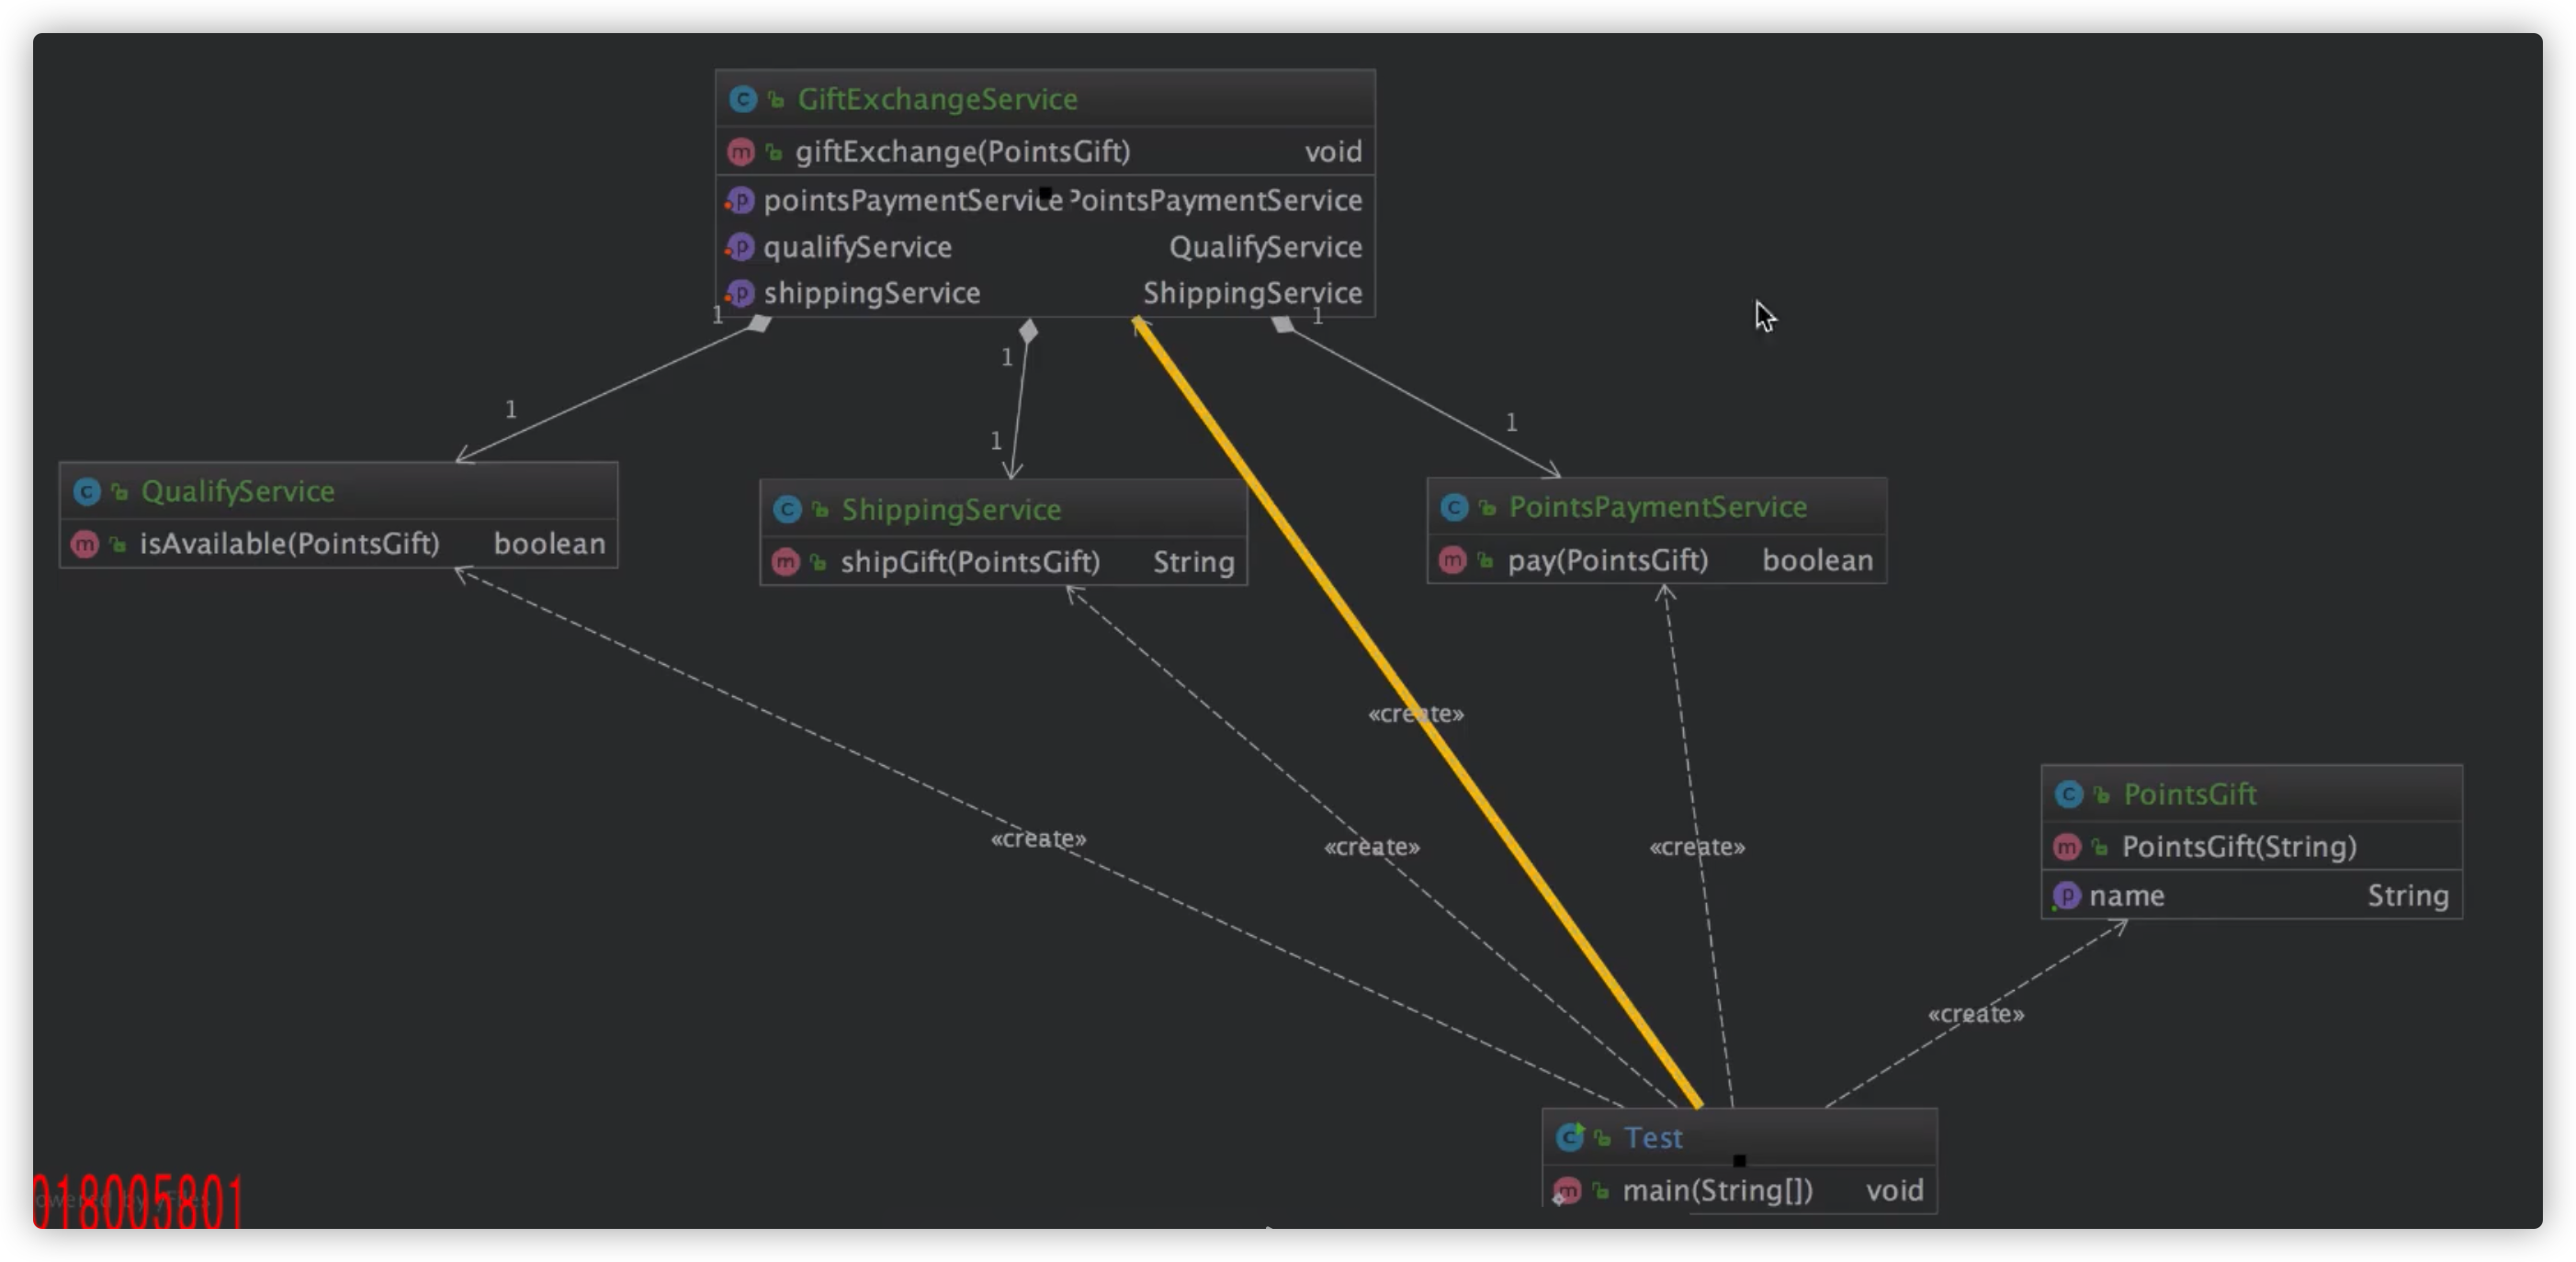 GiftExchangeService
giftExchange(PointsGift) void
pointsPaymentService PointsPaymentService
qualifyService QualifyService
shippingService ShippingService
1 1
1
1 1
1
QualifyService
isAvailable(PointsGift) boolean
ShippingService
shipGift(PointsGift) String
PointsPaymentService
pay(PointsGift) boolean
«create»
«create» «create» «create»
PointsGift
PointsGift(String)
name String
«create»
Test
main(String[]) void
018005801